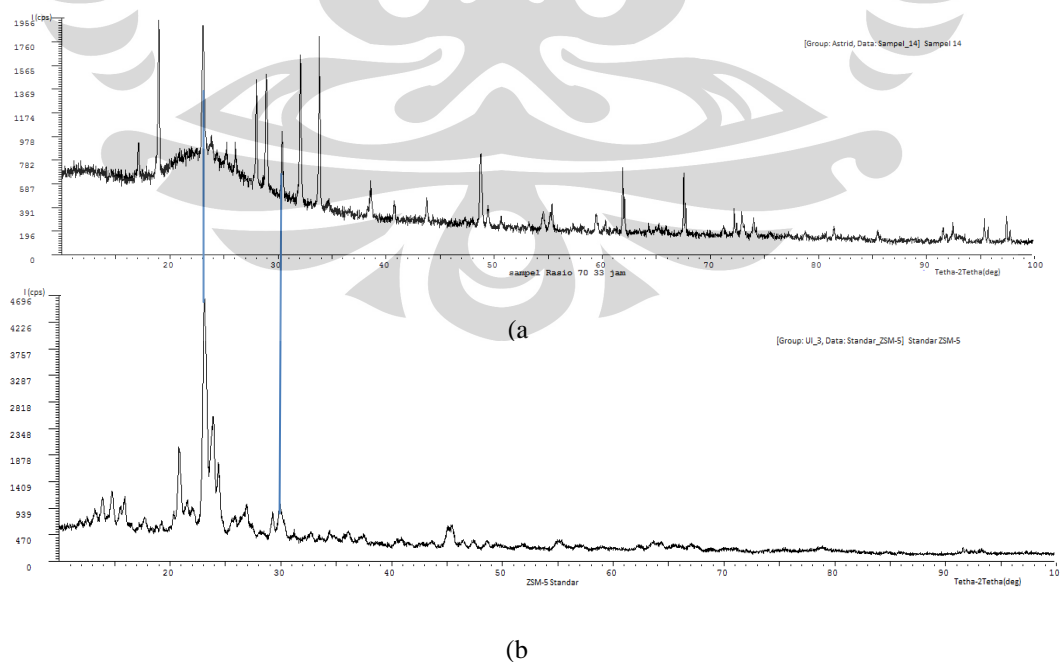 I (cps)
1956
1760
1565
1369
1174
978
782
587
391
196
0
[Group: Astrid, Data: Sampel_14] Sampel 14
20 30 40 50 60 70 80 90 100
sampel Rasio 70 33 jam
Tetha-2Tetha(deg)
(a
I (cps)
4696
4226
3757
3287
2818
2348
1878
1409
939
470
0
[Group: UI_3, Data: Standar_ZSM-5] Standar ZSM-5
20 30 40 50 60 70 80 90 10
ZSM-5 Standar
Tetha-2Tetha(deg)
(b